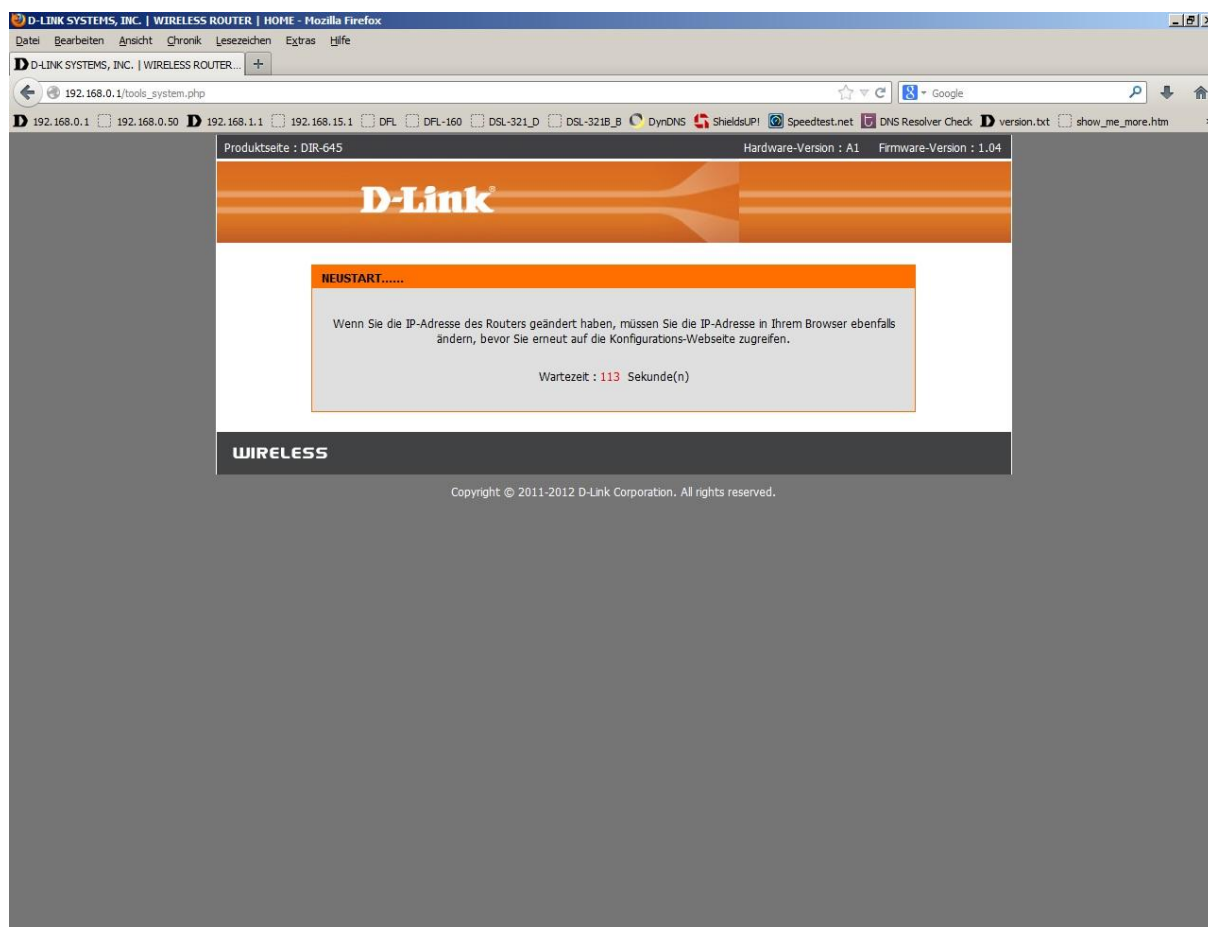 D-LINK SYSTEMS, INC. | WIRELESS ROUTER | HOME - Mozilla Firefox
Datei Bearbeiten Ansicht Chronik Lesezeichen Extras Hilfe
D-LINK SYSTEMS, INC. | WIRELESS ROUTER... +
192.168.0.1/tools_system.php Google
192.168.0.1 192.168.0.50 192.168.1.1 192.168.15.1 DFL DFL-160 DSL-321_D DSL-321B_B DynDNS ShieldsUP! Speedtest.net DNS Resolver Check version.txt show_me_more.htm
Produktseite : DIR-645 Hardware-Version : A1 Firmware-Version : 1.04
D-Link®
NEUSTART......
Wenn Sie die IP-Adresse des Routers geändert haben, müssen Sie die IP-Adresse in Ihrem Browser ebenfalls
ändern, bevor Sie erneut auf die Konfigurations-Webseite zugreifen.
Wartezeit : 113 Sekunde(n)
WIRELESS
Copyright © 2011-2012 D-Link Corporation. All rights reserved.